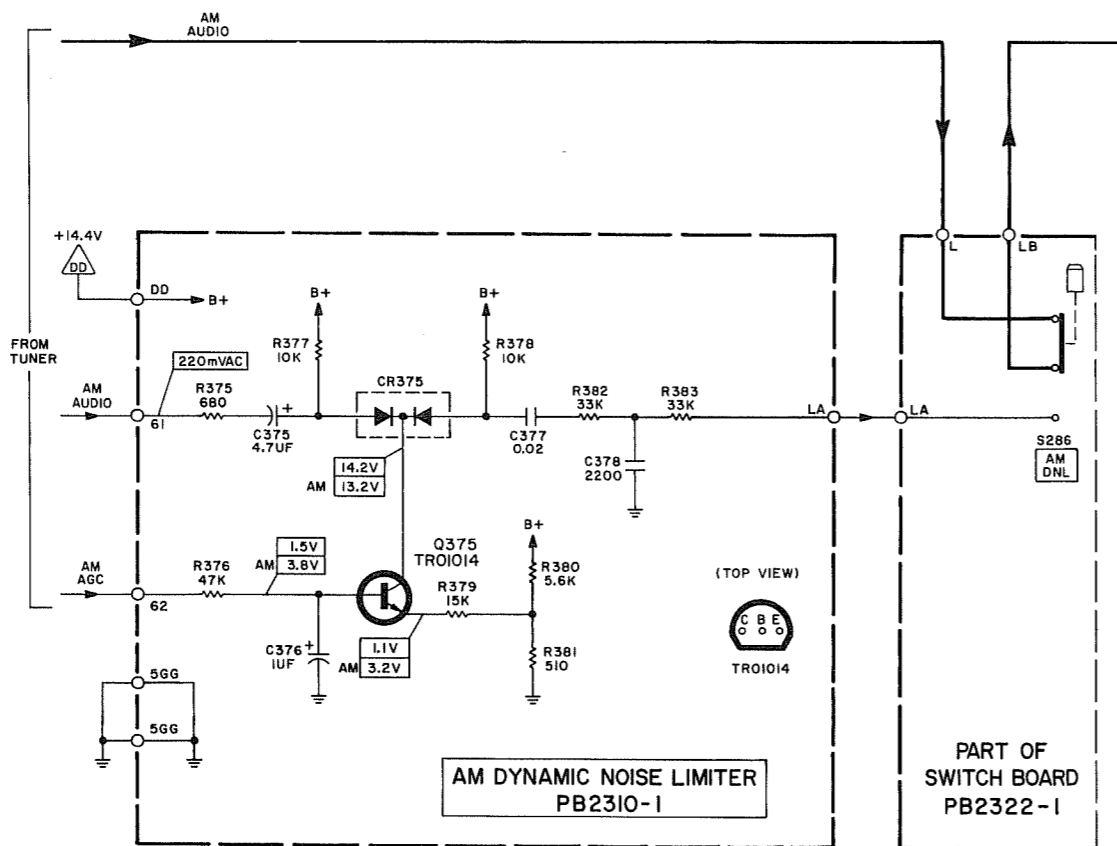 AM
AUDIO
+14.4V
DD
DD
B+
FROM
TUNER
220mVAC
AM
AUDIO
61
R375
680
C375
4.7UF
+
B+
R377
10K
CR375
B+
R378
10K
C377
0.02
R382
33K
C378
2200
R383
33K
LA
LA
L
LB
S286
AM
DNL
14.2V
AM
13.2V
AM
AGC
62
R376
47K
1.5V
AM
3.8V
Q375
TR01014
C376
1UF
+
1.1V
AM
3.2V
R379
15K
B+
R380
5.6K
R381
510
(TOP VIEW)
C B E
TR01014
5GG
5GG
AM DYNAMIC NOISE LIMITER
PB2310-1
PART OF
SWITCH BOARD
PB2322-1